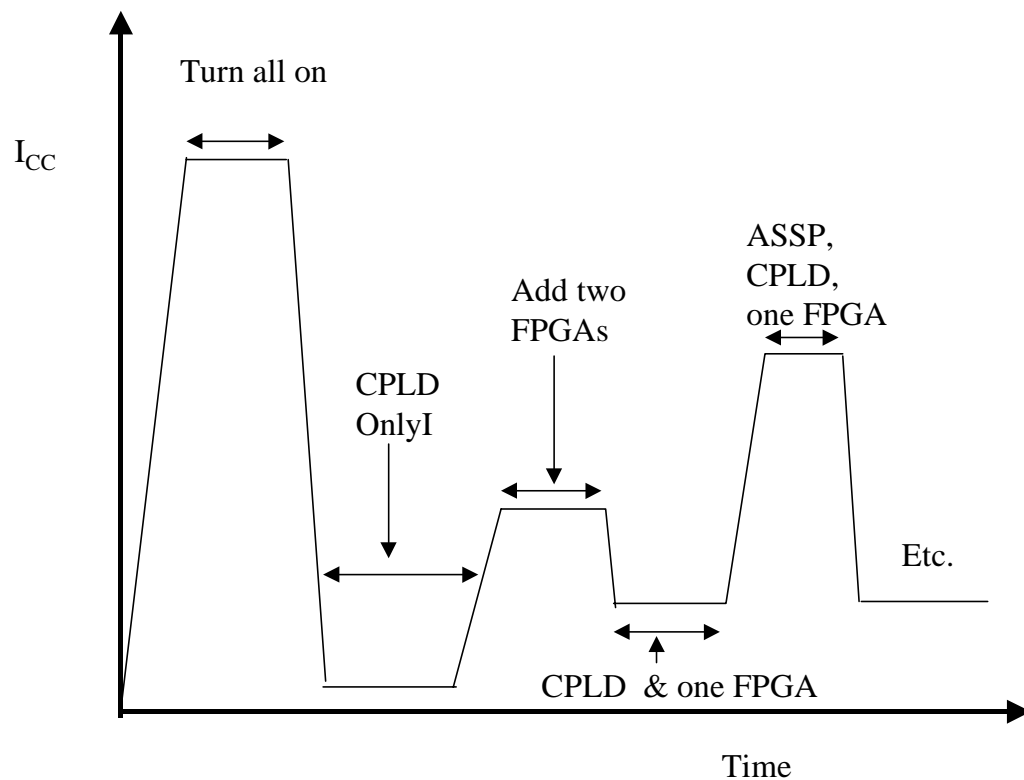 Turn all on
I_CC
ASSP,
CPLD,
one FPGA
Add two
FPGAs
CPLD
OnlyI
Etc.
CPLD & one FPGA
Time